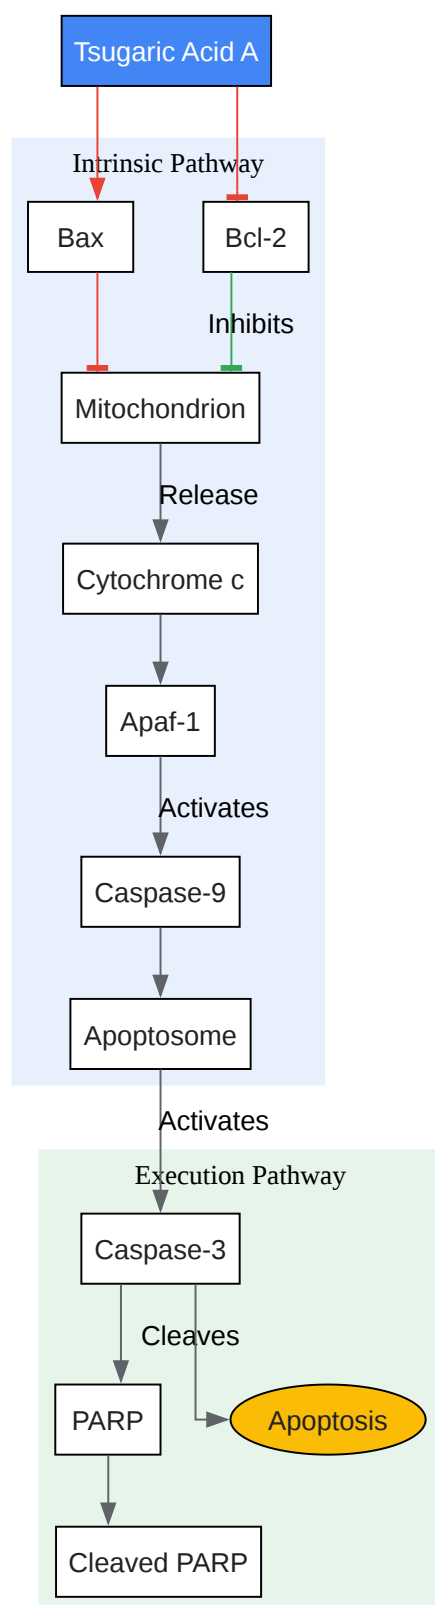 Tsugaric Acid A
Intrinsic Pathway
Bax
Bcl-2
Inhibits
Mitochondrion
Release
Cytochrome c
Apaf-1
Activates
Caspase-9
Apoptosome
Activates
Execution Pathway
Caspase-3
Cleaves
PARP
Apoptosis
Cleaved PARP